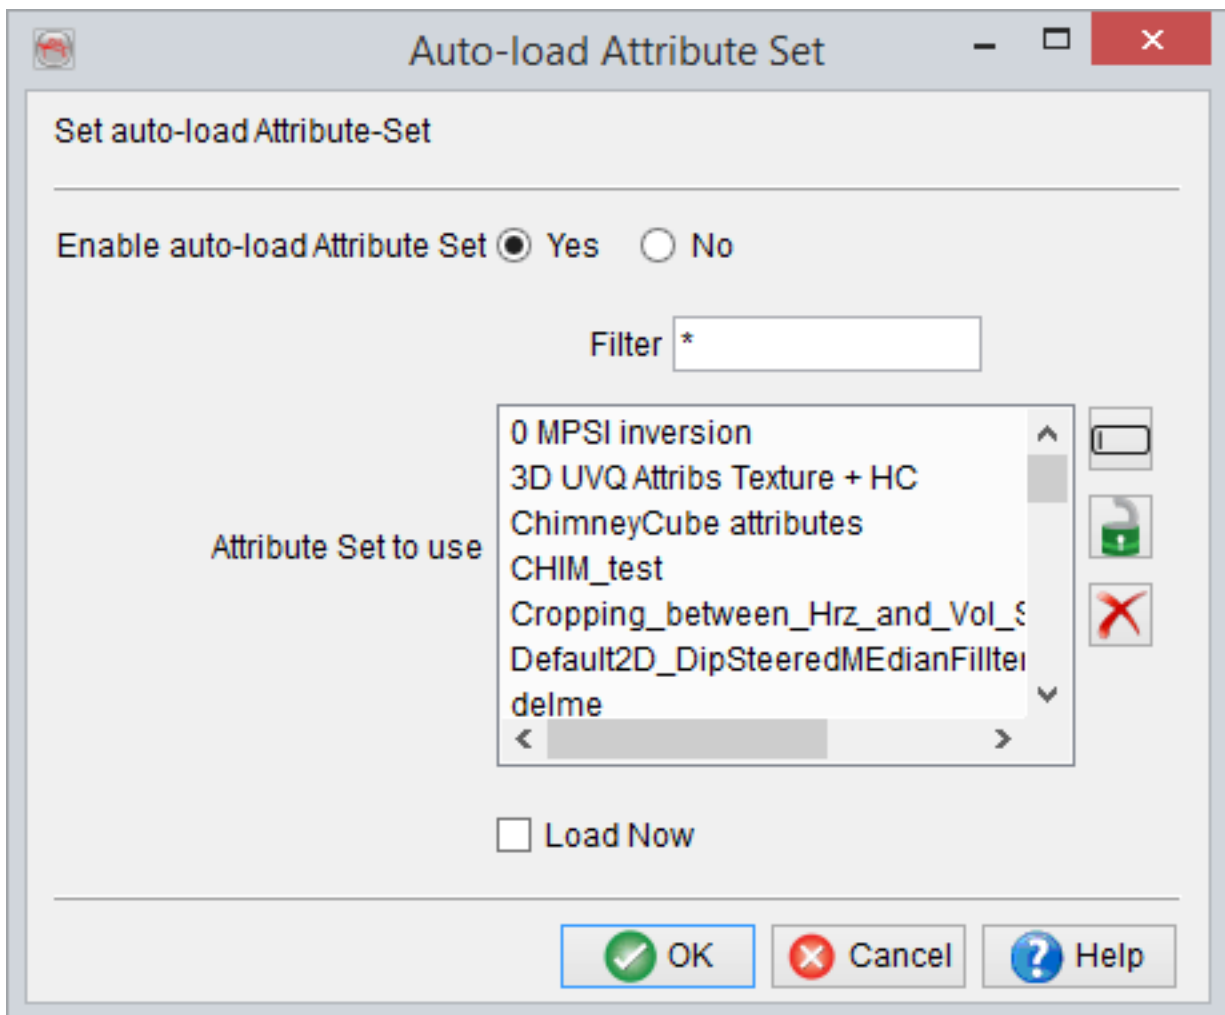 Auto-load Attribute Set
Set auto-load Attribute-Set
Enable auto-load Attribute Set Yes No
Filter *
0 MPSI inversion
3D UVQ Attribs Texture + HC
ChimneyCube attributes
Attribute Set to use
CHIM_test
Cropping_between_Hrz_and_Vol_S
Default2D_DipSteeredMEdianFillter
delme
Load Now
OK Cancel Help